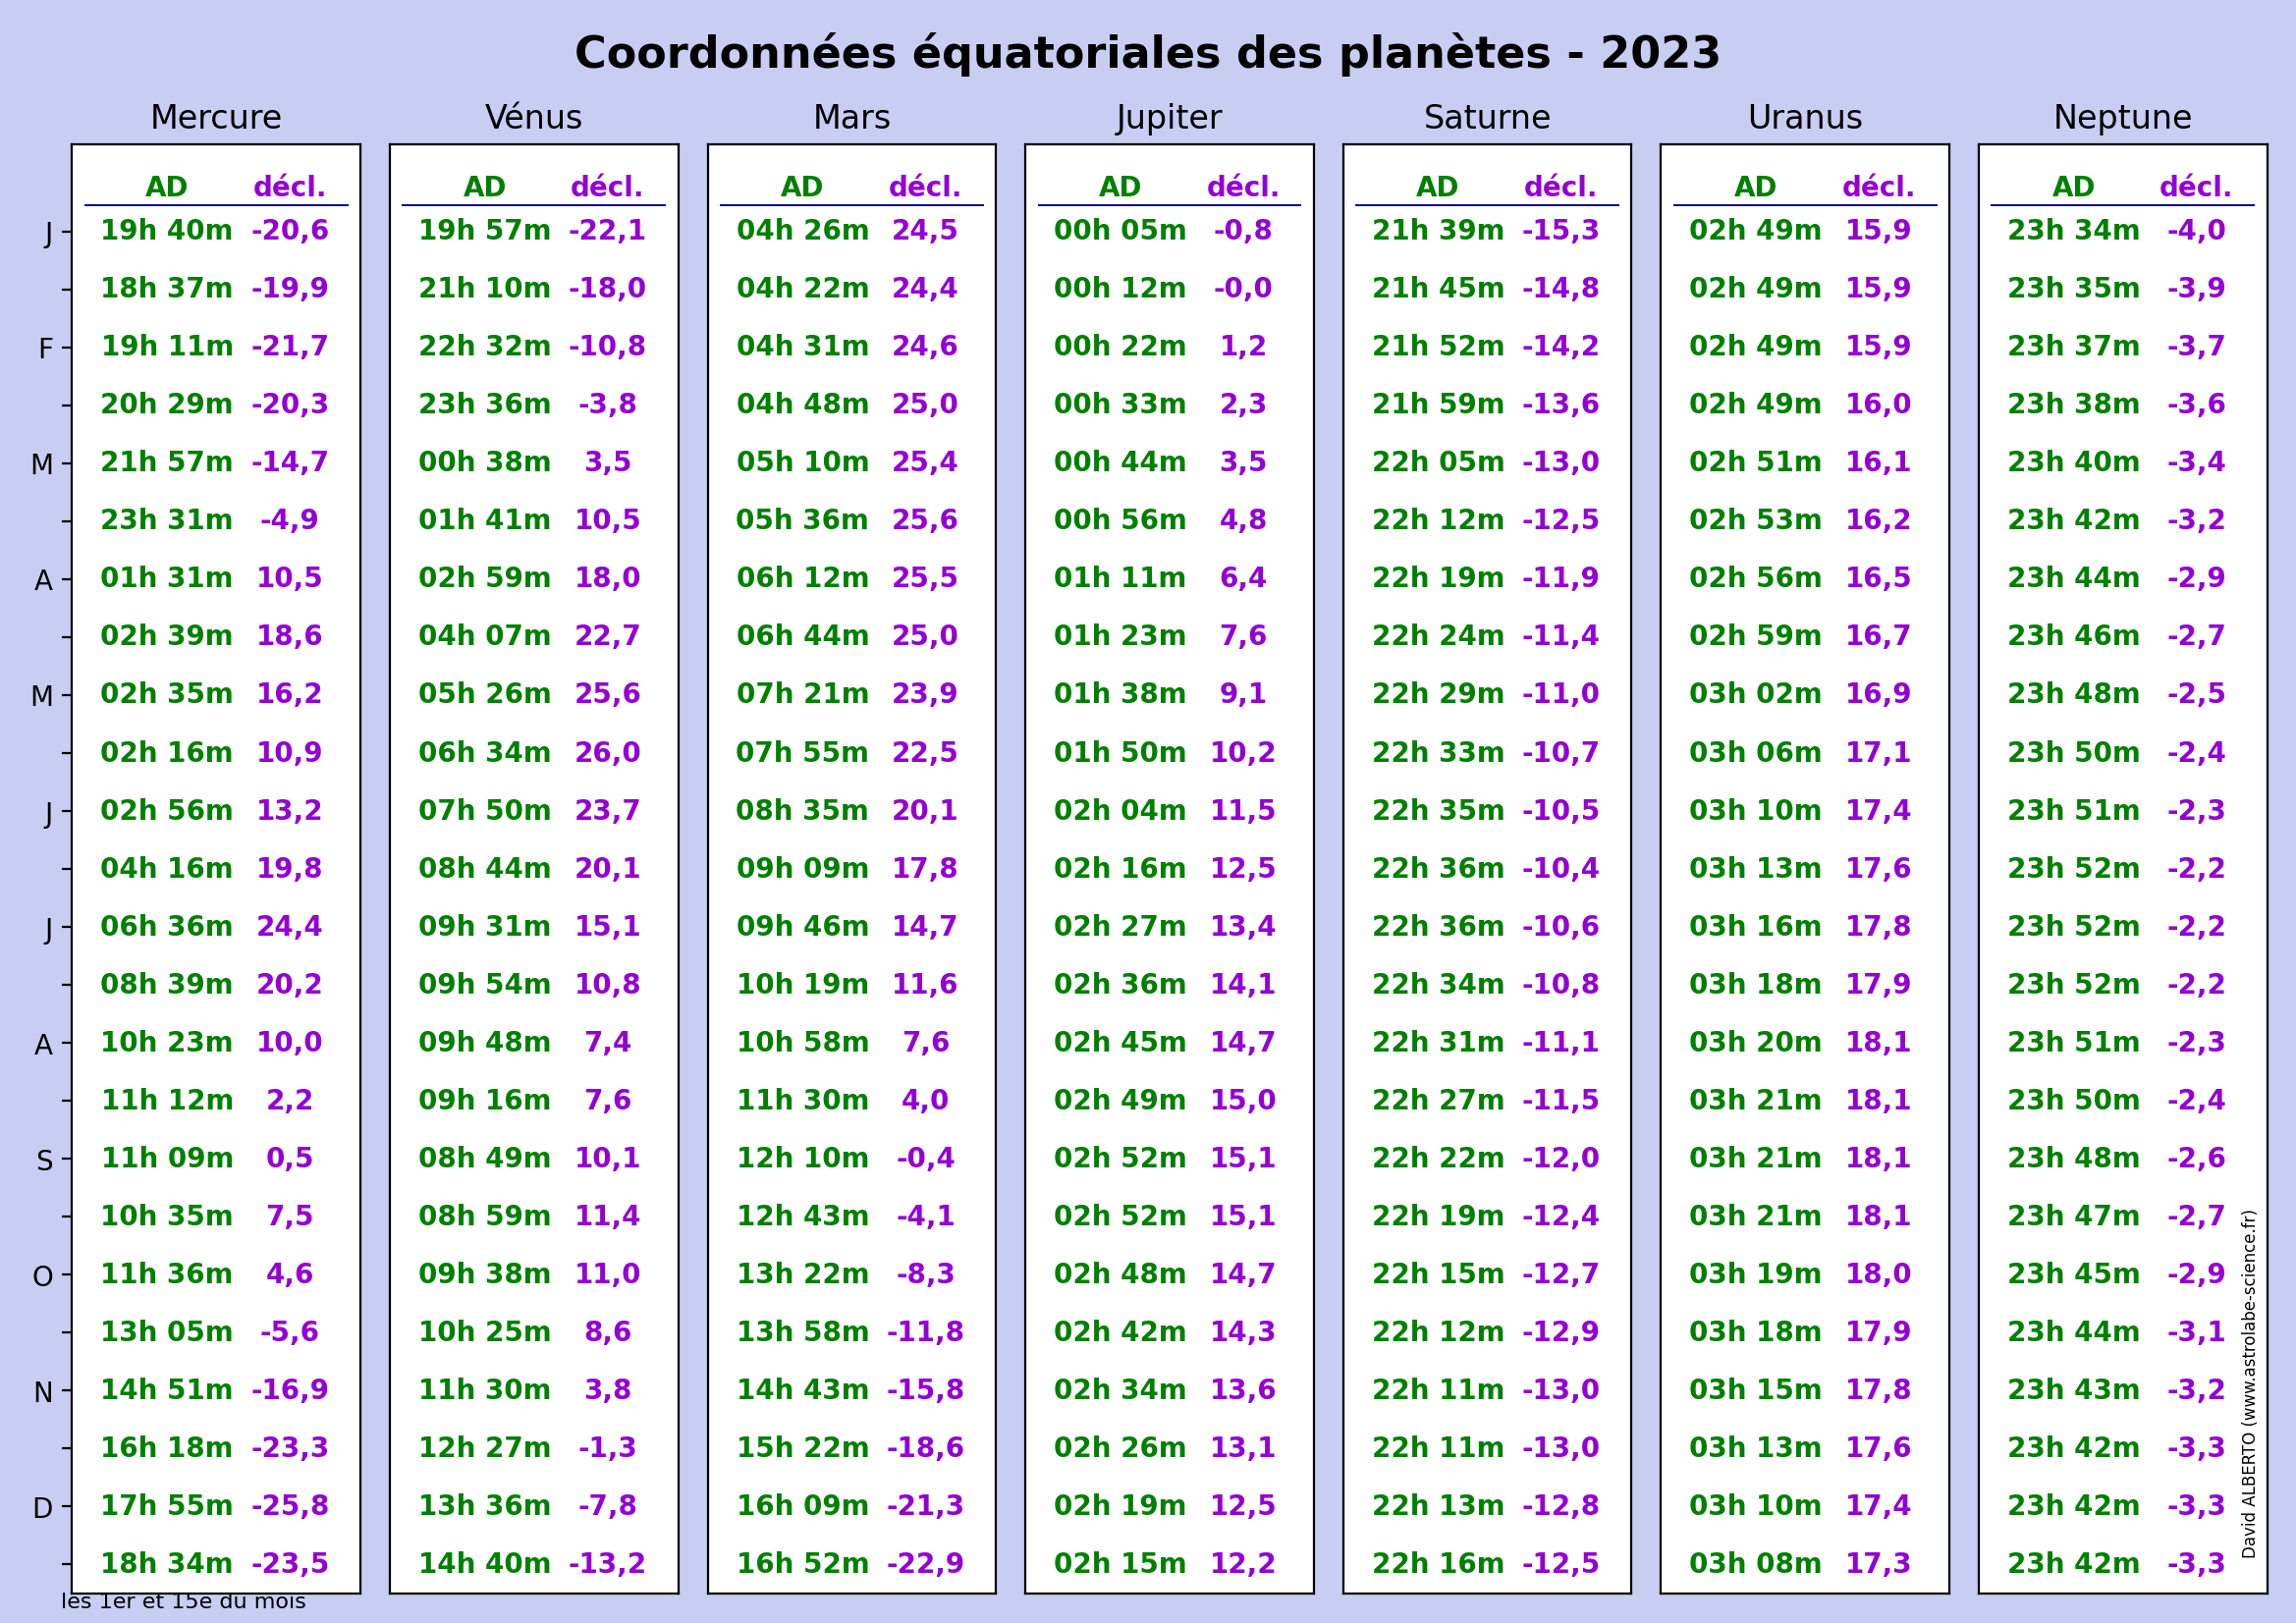 Coordonnées équatoriales des planètes - 2023
Mercure Vénus Mars Jupiter Saturne Uranus Neptune
AD décl. AD décl. AD décl. AD décl. AD décl. AD décl. AD décl.
J 19h 40m -20,6 19h 57m -22,1 04h 26m 24,5 00h 05m -0,8 21h 39m -15,3 02h 49m 15,9 23h 34m -4,0
18h 37m -19,9 21h 10m -18,0 04h 22m 24,4 00h 12m -0,0 21h 45m -14,8 02h 49m 15,9 23h 35m -3,9
F 19h 11m -21,7 22h 32m -10,8 04h 31m 24,6 00h 22m 1,2 21h 52m -14,2 02h 49m 15,9 23h 37m -3,7
20h 29m -20,3 23h 36m -3,8 04h 48m 25,0 00h 33m 2,3 21h 59m -13,6 02h 49m 16,0 23h 38m -3,6
M 21h 57m -14,7 00h 38m 3,5 05h 10m 25,4 00h 44m 3,5 22h 05m -13,0 02h 51m 16,1 23h 40m -3,4
23h 31m -4,9 01h 41m 10,5 05h 36m 25,6 00h 56m 4,8 22h 12m -12,5 02h 53m 16,2 23h 42m -3,2
A 01h 31m 10,5 02h 59m 18,0 06h 12m 25,5 01h 11m 6,4 22h 19m -11,9 02h 56m 16,5 23h 44m -2,9
02h 39m 18,6 04h 07m 22,7 06h 44m 25,0 01h 23m 7,6 22h 24m -11,4 02h 59m 16,7 23h 46m -2,7
M 02h 35m 16,2 05h 26m 25,6 07h 21m 23,9 01h 38m 9,1 22h 29m -11,0 03h 02m 16,9 23h 48m -2,5
02h 16m 10,9 06h 34m 26,0 07h 55m 22,5 01h 50m 10,2 22h 33m -10,7 03h 06m 17,1 23h 50m -2,4
J 02h 56m 13,2 07h 50m 23,7 08h 35m 20,1 02h 04m 11,5 22h 35m -10,5 03h 10m 17,4 23h 51m -2,3
04h 16m 19,8 08h 44m 20,1 09h 09m 17,8 02h 16m 12,5 22h 36m -10,4 03h 13m 17,6 23h 52m -2,2
J 06h 36m 24,4 09h 31m 15,1 09h 46m 14,7 02h 27m 13,4 22h 36m -10,6 03h 16m 17,8 23h 52m -2,2
08h 39m 20,2 09h 54m 10,8 10h 19m 11,6 02h 36m 14,1 22h 34m -10,8 03h 18m 17,9 23h 52m -2,2
A 10h 23m 10,0 09h 48m 7,4 10h 58m 7,6 02h 45m 14,7 22h 31m -11,1 03h 20m 18,1 23h 51m -2,3
11h 12m 2,2 09h 16m 7,6 11h 30m 4,0 02h 49m 15,0 22h 27m -11,5 03h 21m 18,1 23h 50m -2,4
S 11h 09m 0,5 08h 49m 10,1 12h 10m -0,4 02h 52m 15,1 22h 22m -12,0 03h 21m 18,1 23h 48m -2,6
10h 35m 7,5 08h 59m 11,4 12h 43m -4,1 02h 52m 15,1 22h 19m -12,4 03h 21m 18,1 23h 47m -2,7
O 11h 36m 4,6 09h 38m 11,0 13h 22m -8,3 02h 48m 14,7 22h 15m -12,7 03h 19m 18,0 23h 45m -2,9
13h 05m -5,6 10h 25m 8,6 13h 58m -11,8 02h 42m 14,3 22h 12m -12,9 03h 18m 17,9 23h 44m -3,1
N 14h 51m -16,9 11h 30m 3,8 14h 43m -15,8 02h 34m 13,6 22h 11m -13,0 03h 15m 17,8 23h 43m -3,2
16h 18m -23,3 12h 27m -1,3 15h 22m -18,6 02h 26m 13,1 22h 11m -13,0 03h 13m 17,6 23h 42m -3,3
D 17h 55m -25,8 13h 36m -7,8 16h 09m -21,3 02h 19m 12,5 22h 13m -12,8 03h 10m 17,4 23h 42m -3,3
18h 34m -23,5 14h 40m -13,2 16h 52m -22,9 02h 15m 12,2 22h 16m -12,5 03h 08m 17,3 23h 42m -3,3
les 1er et 15e du mois
David ALBERTO (www.astrolabe-science.fr)